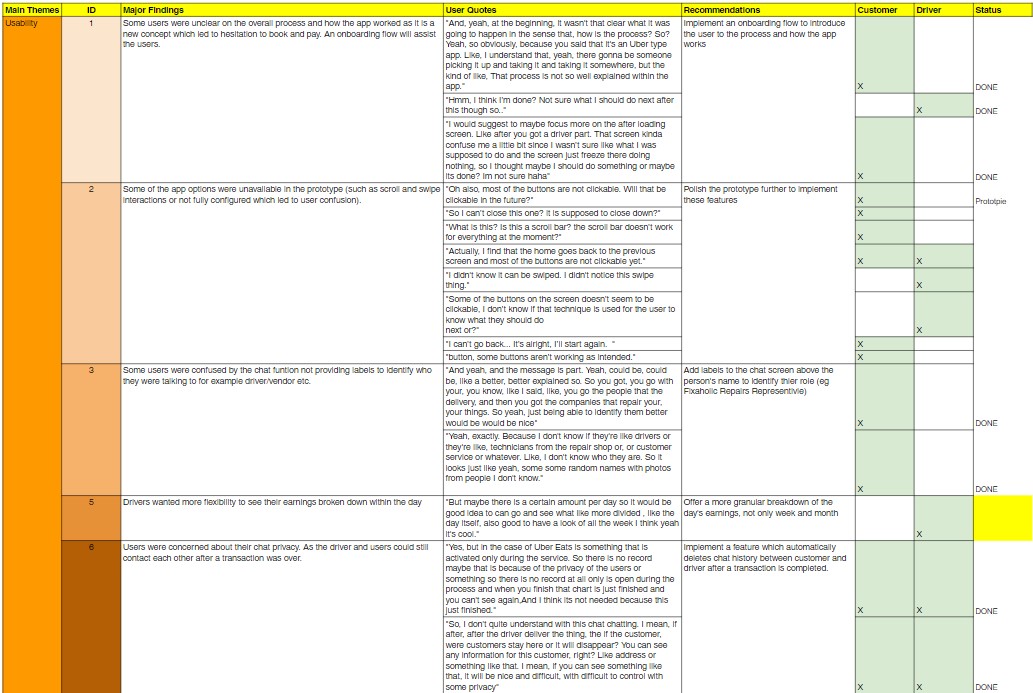 Main Themes ID Major Findings User Quotes Recommendations Customer Driver Status
Usability
1
Some users were unclear on the overall process and how the app worked as it is a
new concept which led to hesitation to book and pay. An onboarding flow will assist
the users.
"And, yeah, at the beginning, it wasn't that clear what it was
going to happen in the sense that, how is the process? So?
Yeah, so obviously, because you said that it's an Uber type
app. Like, I understand that, yeah, there gonna be someone
picking it up and taking it and taking it somewhere, but the
kind of like, That process is not so well explained within the
app."
Implement an onboarding flow to introduce
the user to the process and how the app
works
X
DONE
"Hmm, I think I'm done? Not sure what I should do next after
this though so.."
X
DONE
"I would suggest to maybe focus more on the after loading
screen. Like after you got a driver part. That screen kinda
confuse me a little bit since I wasn't sure like what I was
supposed to do and the screen just freeze there doing
nothing, so I thought maybe I should do something or maybe
its done? Im not sure haha"
X
DONE
2
Some of the app options were unavailable in the prototype (such as scroll and swipe
interactions or not fully configured which led to user confusion).
"Oh also, most of the buttons are not clickable. Will that be
clickable in the future?"
Polish the prototype further to implement
these features
X
Prototpie
"So I can't close this one? It is supposed to close down?"
X
"What is this? Is this a scroll bar? the scroll bar doesn't work
for everything at the moment?"
X
"Actually, I find that the home goes back to the previous
screen and most of the buttons are not clickable yet."
X X
"I didn't know it can be swiped. I didn't notice this swipe
thing."
X
"Some of the buttons on the screen doesn't seem to be
clickable, I don't know if that technique is used for the user to
know what they should do
next or?"
X
"I can't go back... It's alright, I'll start again. "
X
"button, some buttons aren't working as intended."
X
3
Some users were confused by the chat funtion not providing labels to identify who
they were talking to for example driver/vendor etc.
"And yeah, and the message is part. Yeah, could be, could
be, like a better, better explained so. So you got, you go with
your, you know, like I said, like, you go the people that go the
delivery, and then you got the companies that repair your,
your things. So yeah, just being able to identify them better
would be would be nice"
Add labels to the chat screen above the
person's name to identify thier role (eg
Fixaholic Repairs Representivie)
X
DONE
"Yeah, exactly. Because I don't know if they're like drivers or
they're like, technicians from the repair shop or, or customer
service or whatever. Like, I don't know who they are. So it
looks just like yeah, some some random names with photos
from people I don't know."
X
DONE
5
Drivers wanted more flexibility to see their earnings broken down within the day
"But maybe there is a certain amount per day so it would be
good idea to can go and see what like more divided , like the
day itself, also good to have a look of all the week I think yeah
it's cool."
Offer a more granular breakdown of the
day's earnings, not only week and month
X
6
Users were concerned about their chat privacy. As the driver and users could still
contact each other after a transaction was over.
"Yes, but in the case of Uber Eats is something that is
activated only during the service. So there is no record
maybe that is because of the privacy of the users or
something so there is no record at all only is open during the
process and when you finish that chart is just finished and
you can't see again,And I think its not needed because this
just finished."
Implement a feature which automatically
deletes chat history between customer and
driver after a transaction is completed.
X X
DONE
"So, I don't quite understand with this chat chatting. I mean, if
after, after the driver deliver the thing, the if the customer,
were customers stay here or it will disappear? You can see
any information for this customer, right? Like address or
something like that. I mean, if you can see something like
that, it will be nice and difficult, with difficult to control with
some privacy"
X X
DONE